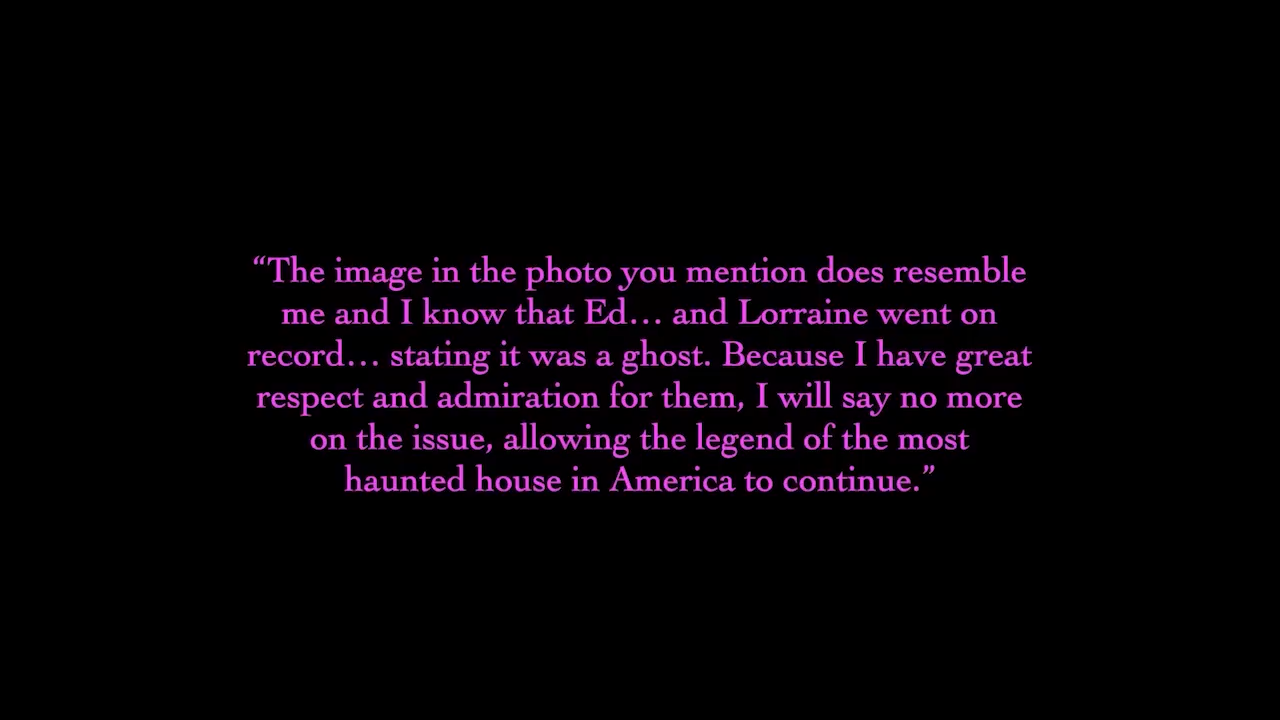 “The image in the photo you mention does resemble
me and I know that Ed… and Lorraine went on
record… stating it was a ghost. Because I have great
respect and admiration for them, I will say no more
on the issue, allowing the legend of the most
haunted house in America to continue.”